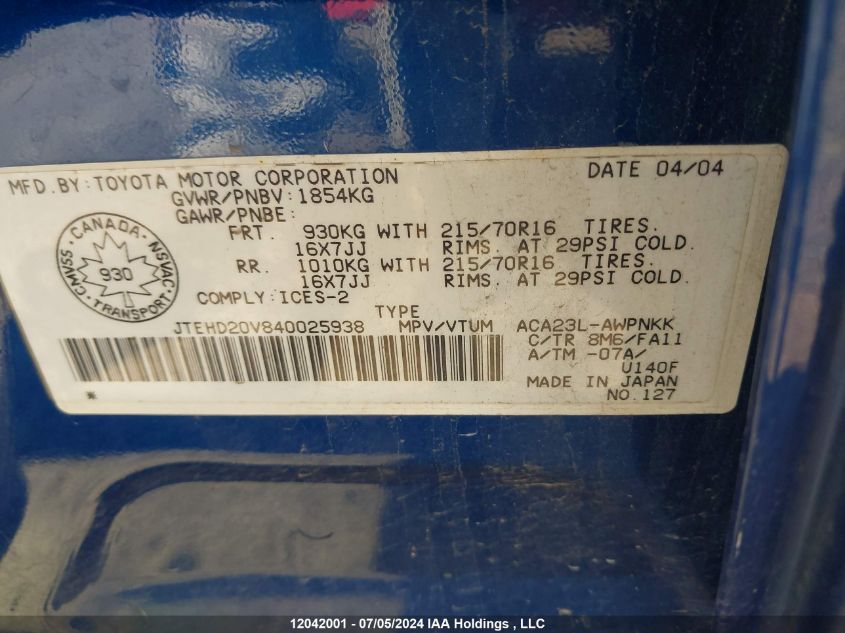 MFD.BY:TOYOTA MOTOR CORPORATION DATE 04/04
GVWR/PNBV:1854KG
GAWR/PNBE:
FRT. 930KG WITH 215/70R16 TIRES.
16X7JJ RIMS. AT 29PSI COLD.
RR. 1010KG WITH 215/70R16 TIRES.
16X7JJ RIMS. AT 29PSI COLD.
COMPLY:ICES-2
CANADA
CMVSS NSVAC
930
TRANSPORT
TYPE
JTEHD20V840025938 MPV/VTUM ACA23L-AWPNKK
C/TR 8M6/FA11
A/TM -07A/
U140F
MADE IN JAPAN
NO.127
*
12042001 - 07/05/2024 IAA Holdings , LLC